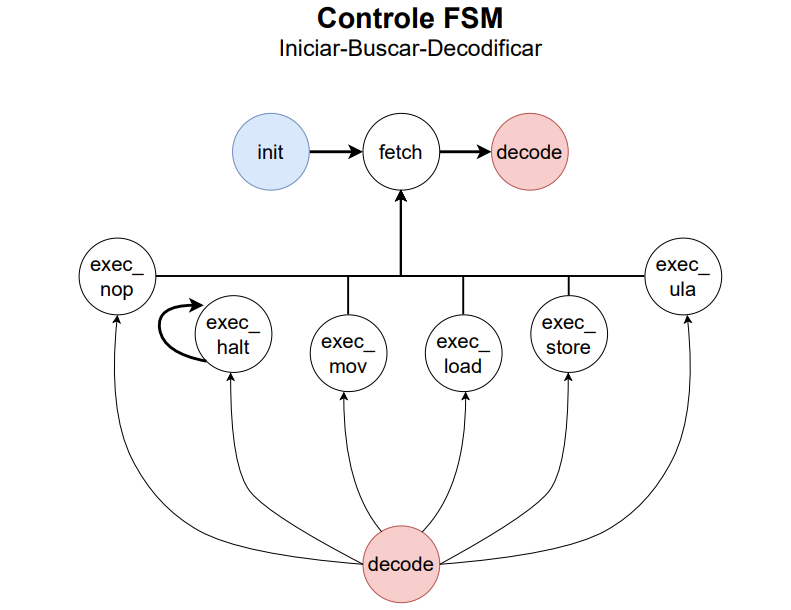 Controle FSM
Iniciar-Buscar-Decodificar
init
fetch
decode
exec_
nop
exec_
halt
exec_
mov
exec_
load
exec_
store
exec_
ula
decode